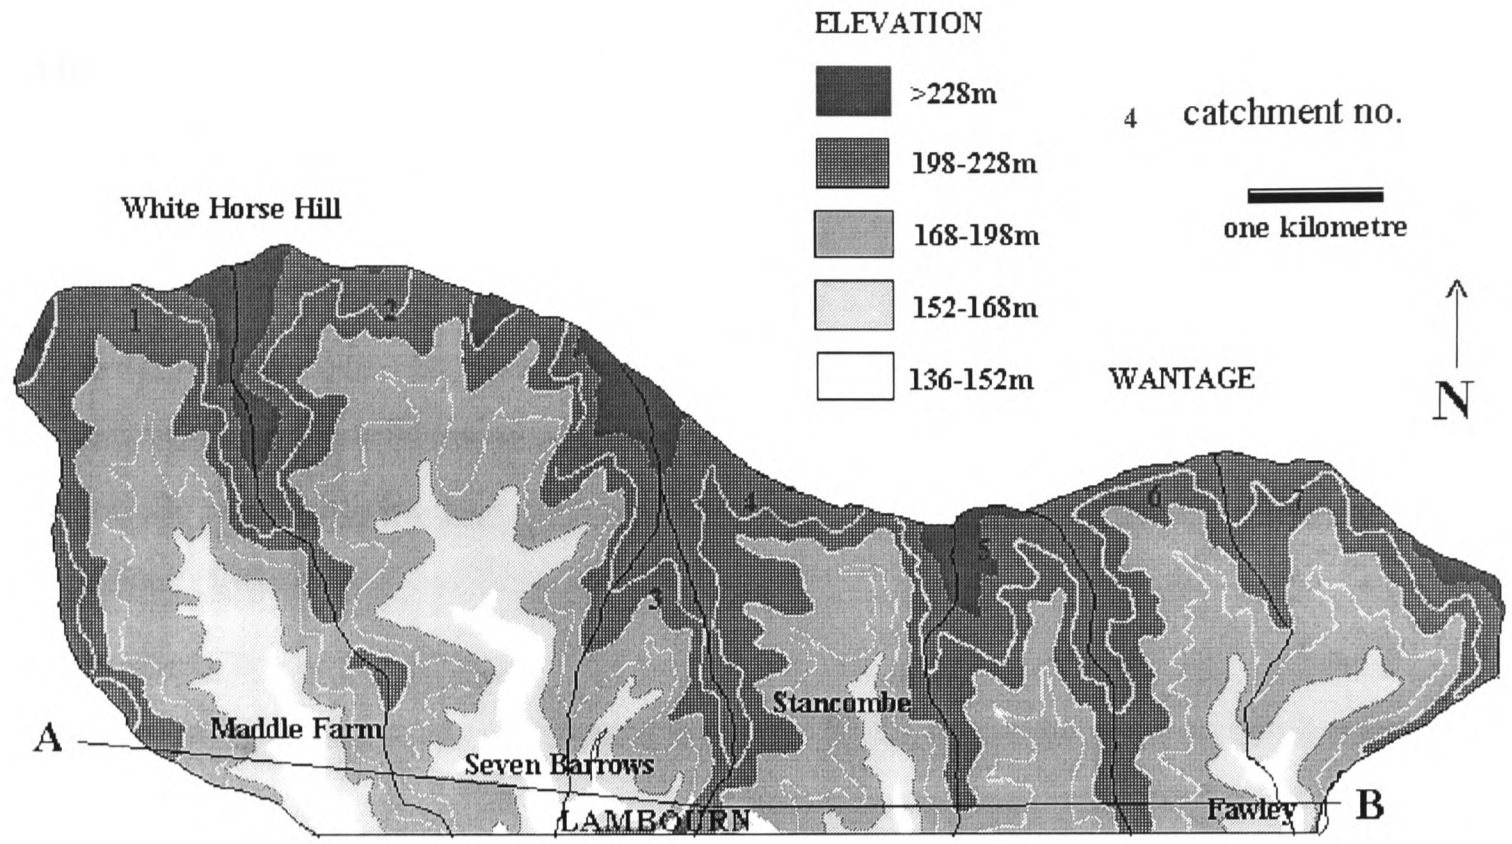 ELEVATION
>228m
198-228m
168-198m
152-168m
136-152m
4 catchment no.
one kilometre
N
WANTAGE
White Horse Hill
1
2
3
4
5
6
7
Maddle Farm
Seven Barrows
Stancombe
Fawley
LAMBOURN
A
B